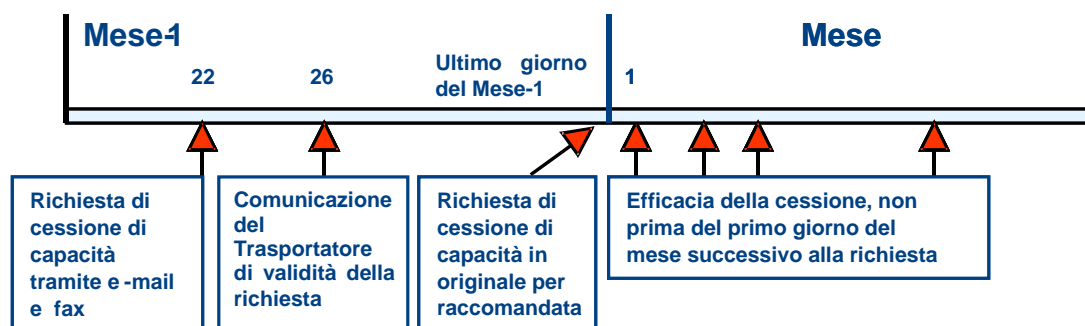 Mese-1
Mese
22
26
Ultimo giorno
del Mese-1
1
Richiesta di
cessione di
capacità
tramite e -mail
e fax
Comunicazione
del
Trasportatore
di validità della
richiesta
Richiesta di
cessione di
capacità in
originale per
raccomandata
Efficacia della cessione, non
prima del primo giorno del
mese successivo alla richiesta